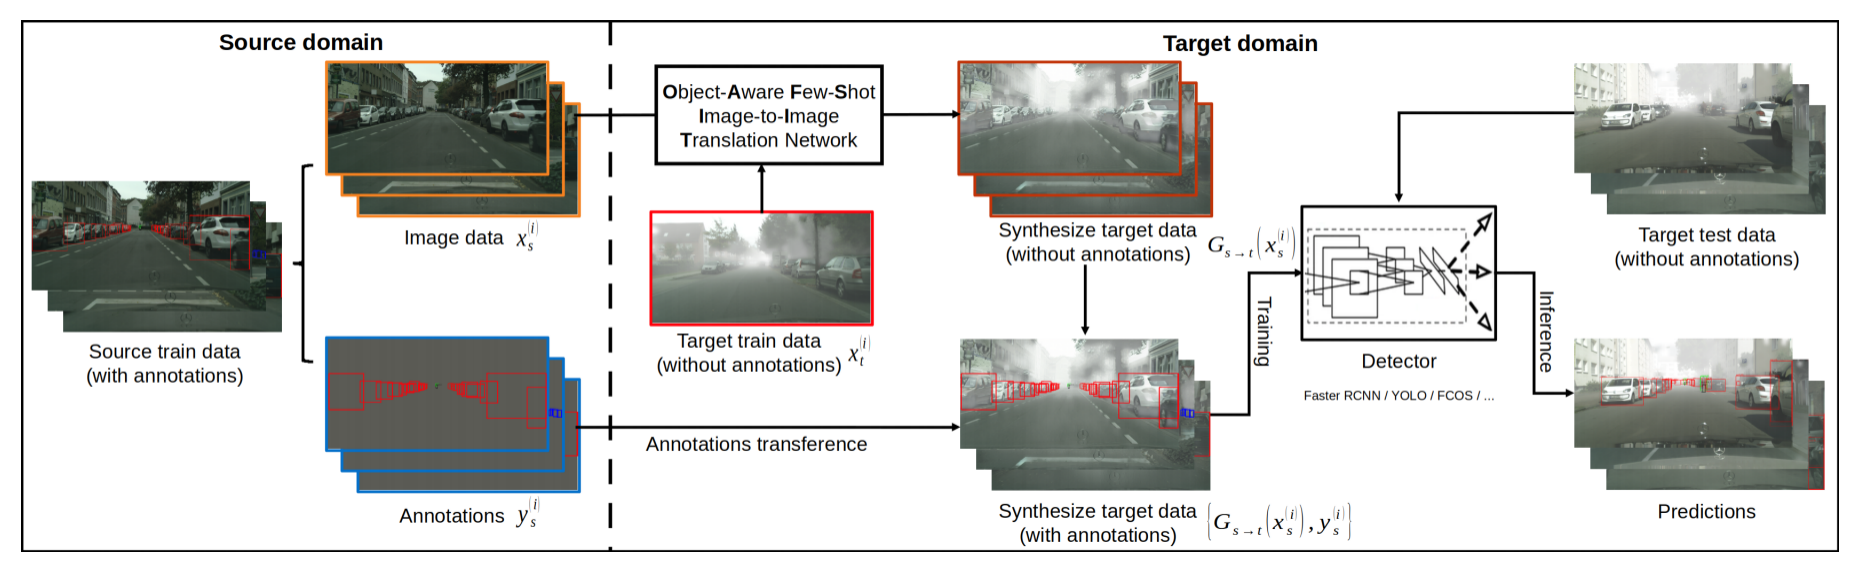 Source domain
Target domain
Object-Aware Few-Shot
Image-to-Image
Translation Network
Image data x_s^(i)
Source train data
(with annotations)
Annotations y_s^(i)
Target train data
(without annotations) x_t^(i)
Annotations transference
Synthesize target data
(without annotations) G_{s→t}(x_s^(i))
Synthesize target data
(with annotations) {G_{s→t}(x_s^(i)), y_s^(i)}
Training
Detector
Faster RCNN / YOLO / FCOS / ...
Target test data
(without annotations)
Inference
Predictions